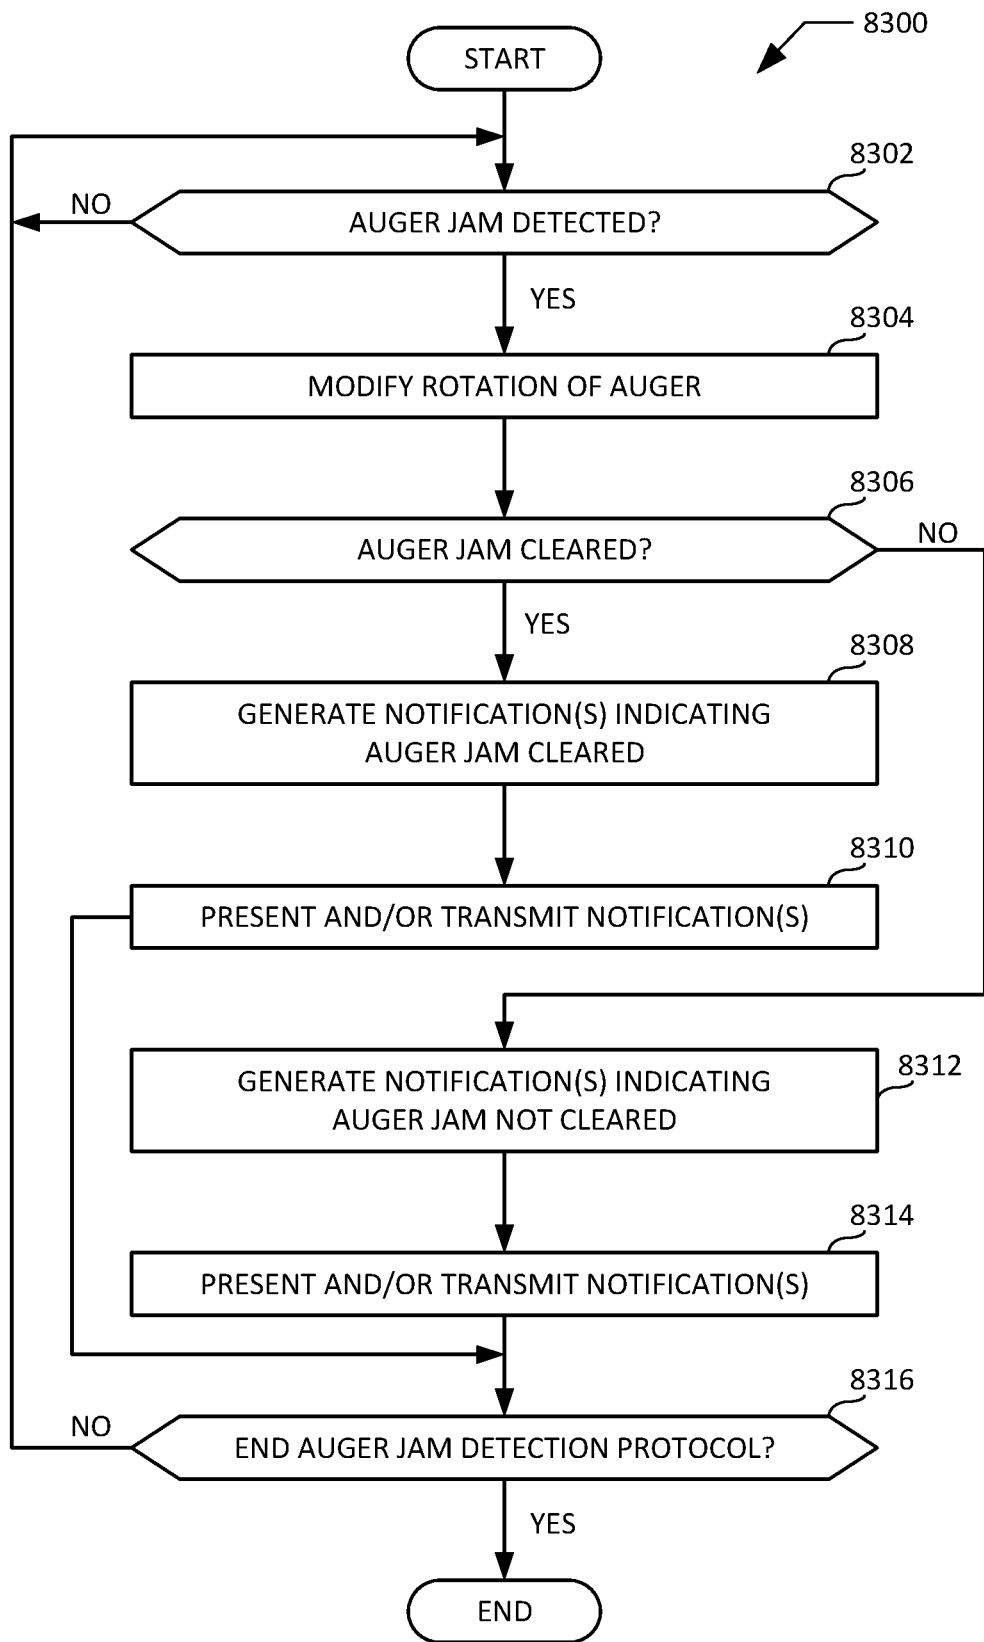 8300
START
8302
NO
AUGER JAM DETECTED?
YES
8304
MODIFY ROTATION OF AUGER
8306
AUGER JAM CLEARED?
NO
YES
8308
GENERATE NOTIFICATION(S) INDICATING
AUGER JAM CLEARED
8310
PRESENT AND/OR TRANSMIT NOTIFICATION(S)
8312
GENERATE NOTIFICATION(S) INDICATING
AUGER JAM NOT CLEARED
8314
PRESENT AND/OR TRANSMIT NOTIFICATION(S)
8316
NO
END AUGER JAM DETECTION PROTOCOL?
YES
END